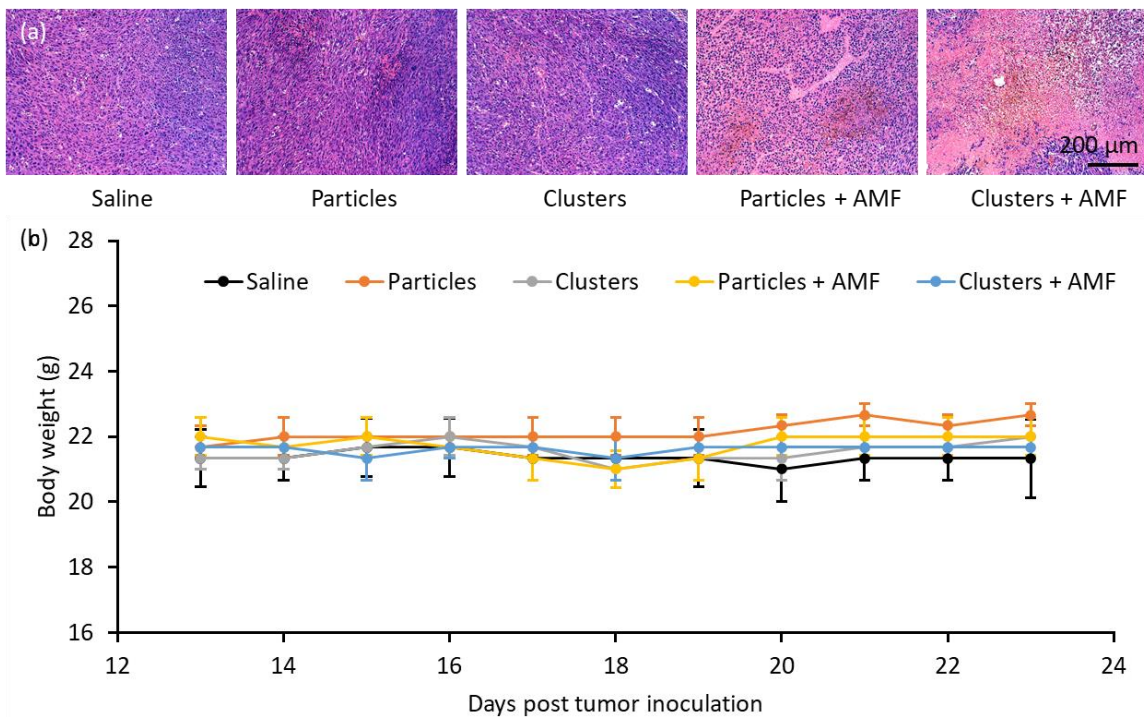 (a)
200 µm
Saline
Particles
Clusters
Particles + AMF
Clusters + AMF
(b)
28
26
24
22
20
18
16
Body weight (g)
Saline
Particles
Clusters
Particles + AMF
Clusters + AMF
12
14
16
18
20
22
24
Days post tumor inoculation